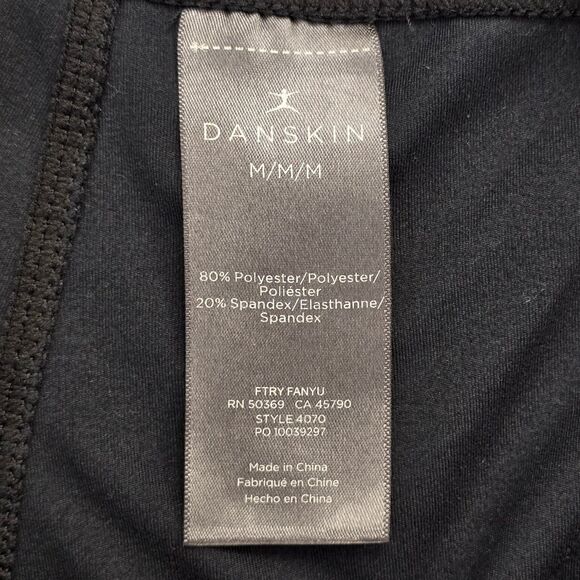 DANSKIN
M/M/M
80% Polyester/Polyester/
Poliéster
20% Spandex/Elasthanne/
Spandex
FTRY FANYU
RN 50369 CA 45790
STYLE 4070
PO 10039297
Made in China
Fabriqué en Chine
Hecho en China